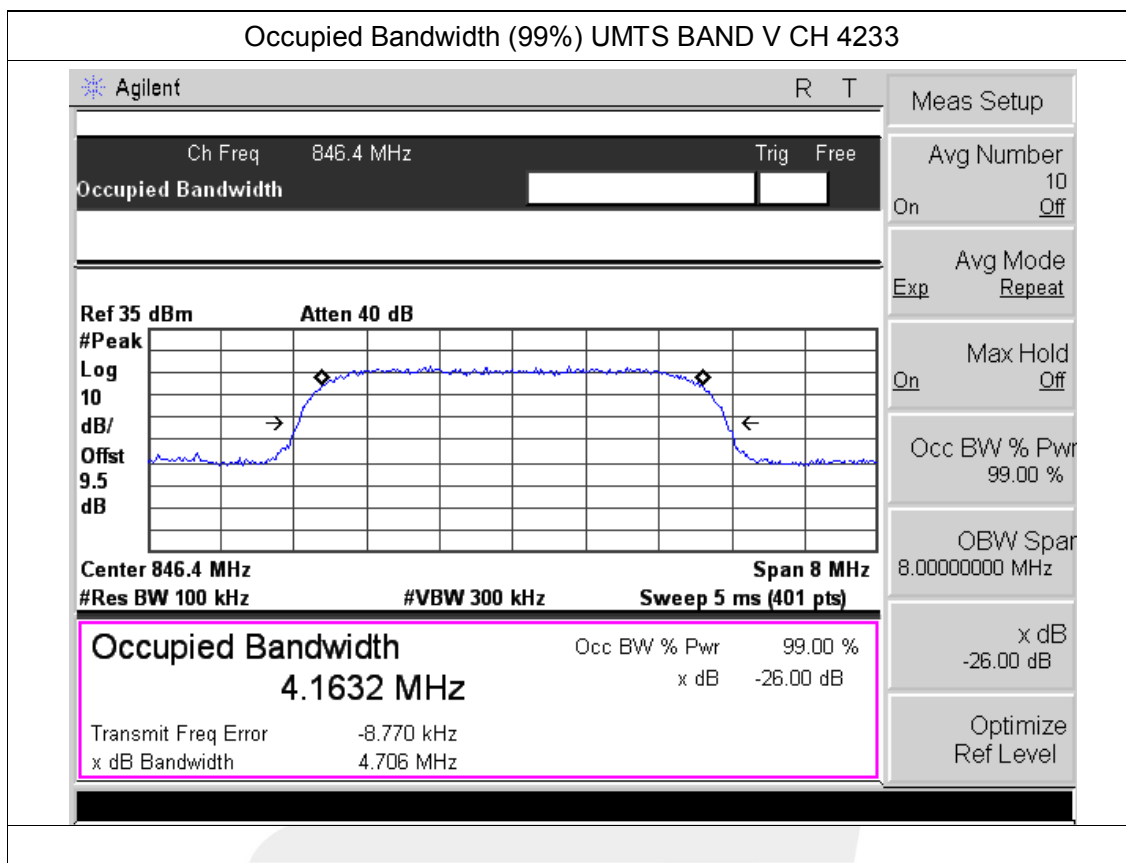 Occupied Bandwidth (99%) UMTS BAND V CH 4233
Agilent R T
Ch Freq 846.4 MHz Trig Free
Occupied Bandwidth
Ref 35 dBm Atten 40 dB
#Peak
Log
10
dB/
Offst
9.5
dB
Center 846.4 MHz Span 8 MHz
#Res BW 100 kHz #VBW 300 kHz Sweep 5 ms (401 pts)
Occupied Bandwidth
4.1632 MHz
Occ BW % Pwr 99.00 %
x dB -26.00 dB
Transmit Freq Error -8.770 kHz
x dB Bandwidth 4.706 MHz
Meas Setup
Avg Number
10
On Off
Avg Mode
Exp Repeat
Max Hold
On Off
Occ BW % Pwr
99.00 %
OBW Span
8.00000000 MHz
x dB
-26.00 dB
Optimize
Ref Level